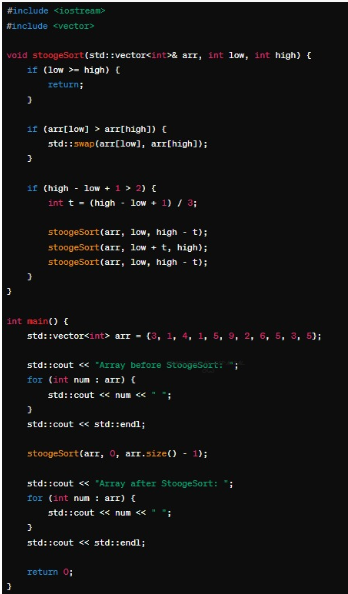 #include <iostream>
#include <vector>
void stoogeSort(std::vector<int>& arr, int low, int high) {
if (low >= high) {
return;
}
if (arr[low] > arr[high]) {
std::swap(arr[low], arr[high]);
}
if (high - low + 1 > 2) {
int t = (high - low + 1) / 3;
stoogeSort(arr, low, high - t);
stoogeSort(arr, low + t, high);
stoogeSort(arr, low, high - t);
}
}
int main() {
std::vector<int> arr = {3, 1, 4, 1, 5, 9, 2, 6, 5, 3, 5};
std::cout << "Array before StoogeSort: ";
for (int num : arr) {
std::cout << num << " ";
}
std::cout << std::endl;
stoogeSort(arr, 0, arr.size() - 1);
std::cout << "Array after StoogeSort: ";
for (int num : arr) {
std::cout << num << " ";
}
std::cout << std::endl;
return 0;
}